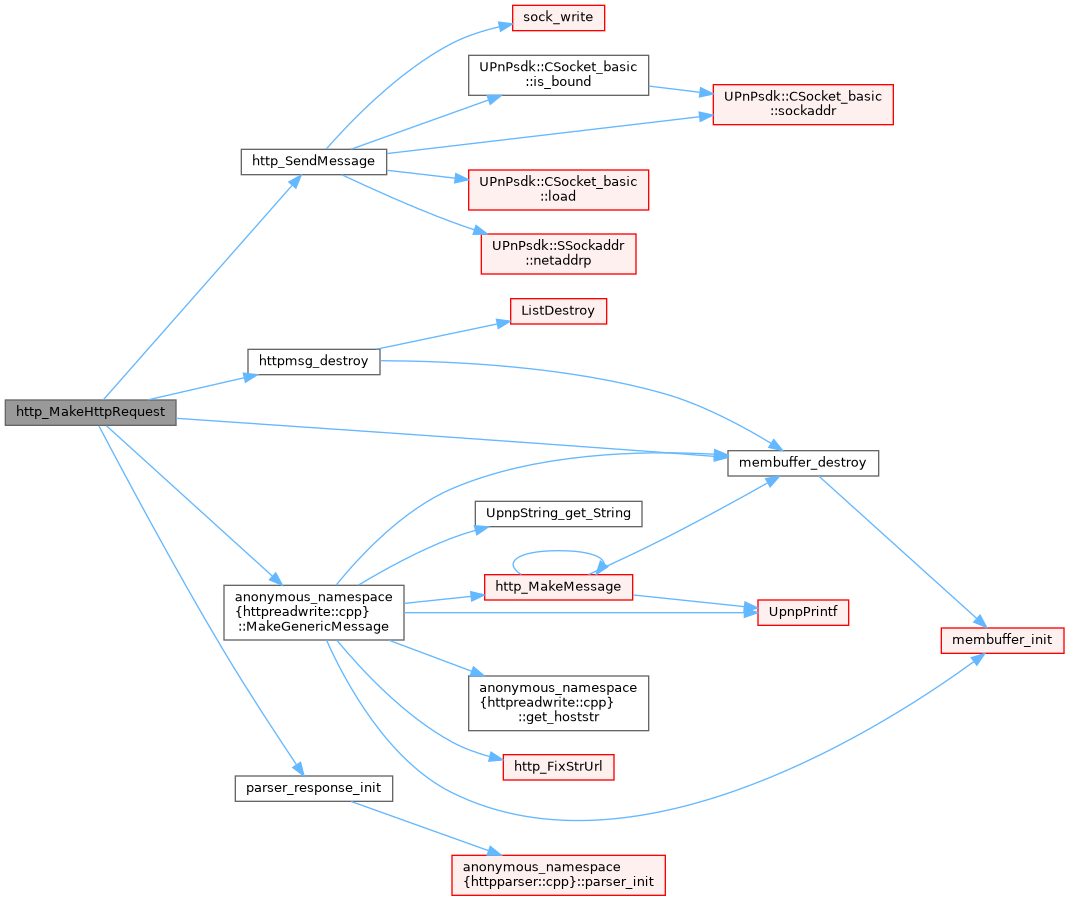 sock_write
UPnPsdk::CSocket_basic
::is_bound
UPnPsdk::CSocket_basic
::sockaddr
http_SendMessage
UPnPsdk::CSocket_basic
::load
UPnPsdk::SSockaddr
::netaddrp
ListDestroy
httpmsg_destroy
http_MakeHttpRequest
membuffer_destroy
UpnpString_get_String
anonymous_namespace
{httpreadwrite::cpp}
::MakeGenericMessage
http_MakeMessage
UpnpPrintf
membuffer_init
anonymous_namespace
{httpreadwrite::cpp}
::get_hoststr
http_FixStrUrl
parser_response_init
anonymous_namespace
{httpparser::cpp}::parser_init